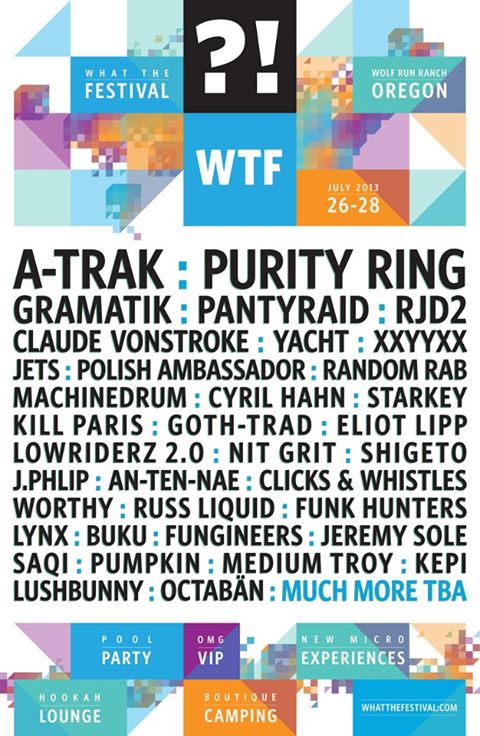 ?!
WHAT THE
FESTIVAL
WOLF RUN RANCH
OREGON
WTF
JULY 2013
26-28
A-TRAK : PURITY RING
GRAMATIK : PANTYRAID : RJD2
CLAUDE VONSTROKE : YACHT : XXYYXX
JETS : POLISH AMBASSADOR : RANDOM RAB
MACHINEDRUM : CYRIL HAHN : STARKEY
KILL PARIS : GOTH-TRAD : ELIOT LIPP
LOWRIDERZ 2.0 : NIT GRIT : SHIGETO
J.PHLIP : AN-TEN-NAE : CLICKS & WHISTLES
WORTHY : RUSS LIQUID : FUNK HUNTERS
LYNX : BUKU : FUNGINEERS : JEREMY SOLE
SAQI : PUMPKIN : MEDIUM TROY : KEPI
LUSHBUNNY : OCTABÄN : MUCH MORE TBA
POOL
PARTY
OMG
VIP
NEW MICRO
EXPERIENCES
HOOKAH
LOUNGE
BOUTIQUE
CAMPING
WHATTHEFESTIVAL.COM